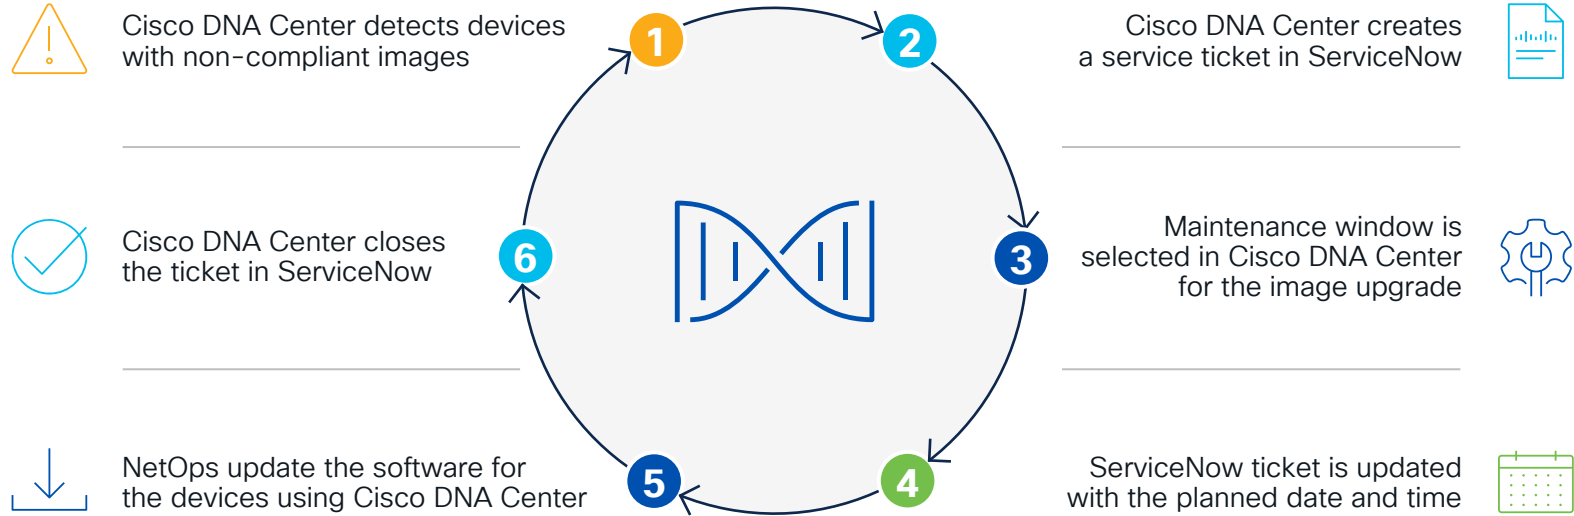 1
Cisco DNA Center detects devices
with non-compliant images
2
Cisco DNA Center creates
a service ticket in ServiceNow
3
Maintenance window is
selected in Cisco DNA Center
for the image upgrade
4
ServiceNow ticket is updated
with the planned date and time
5
NetOps update the software for
the devices using Cisco DNA Center
6
Cisco DNA Center closes
the ticket in ServiceNow